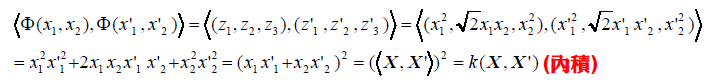 ⟨Φ(x₁, x₂), Φ(x'₁, x'₂)⟩ = ⟨(z₁, z₂, z₃), (z'₁, z'₂, z'₃)⟩ = ⟨(x₁², √2x₁x₂, x₂²), (x'₁², √2x'₁x'₂, x'₂²)⟩
= x₁²x'₁² + 2x₁x₂x'₁x'₂ + x₂²x'₂² = (x₁x'₁ + x₂x'₂)² = (⟨X, X'⟩)² = k(X, X') (內積)